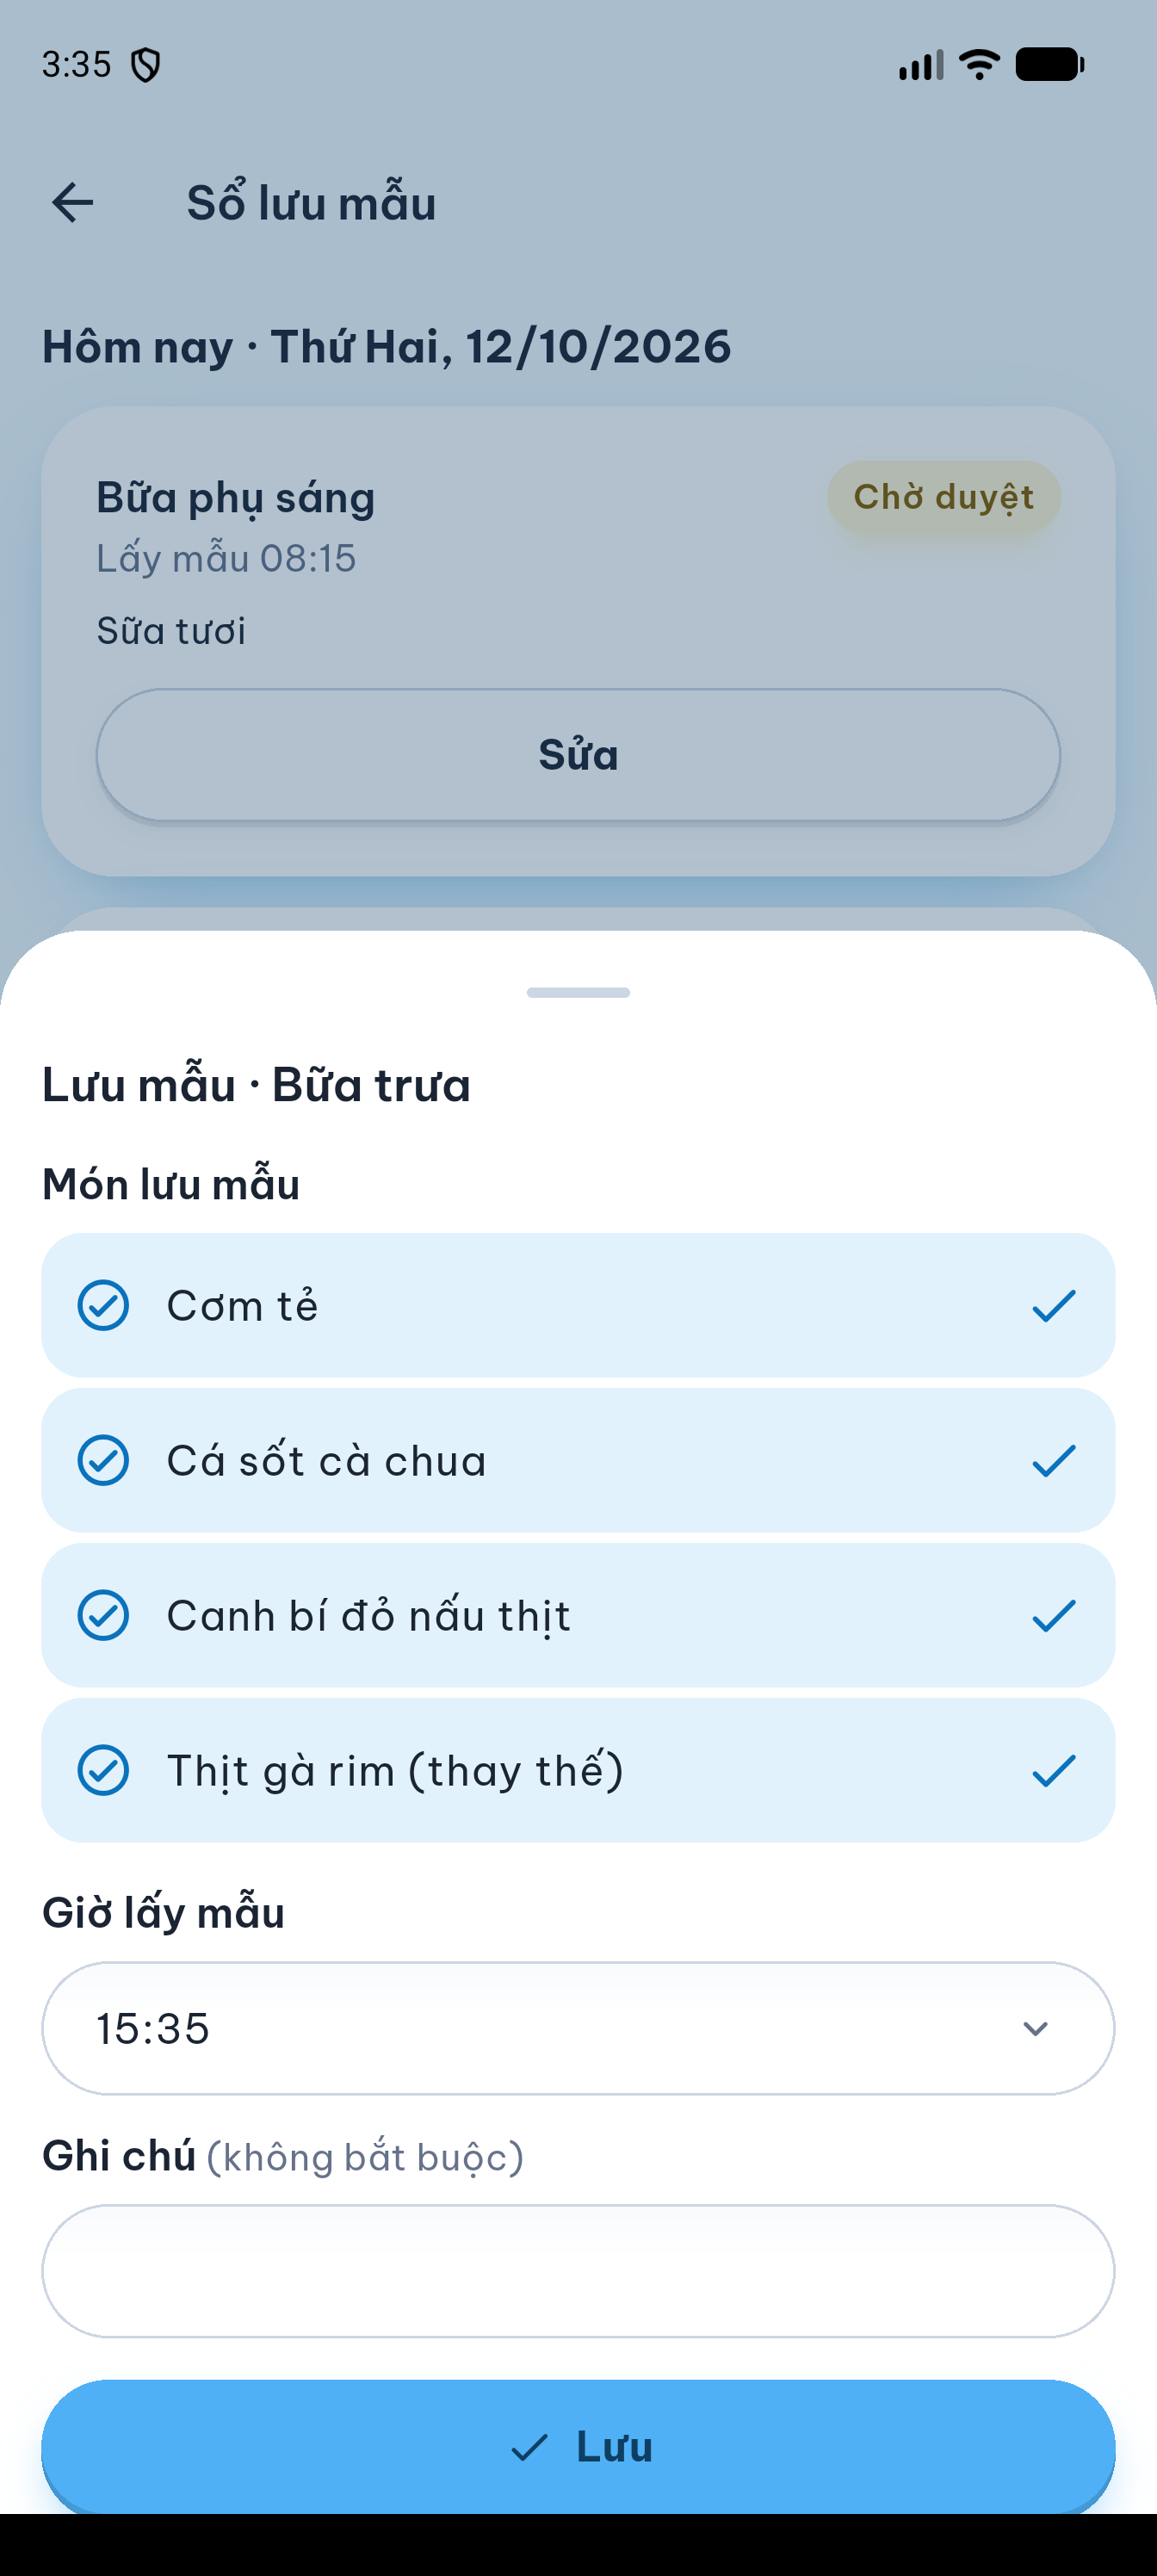 3:35
Sổ lưu mẫu
Hôm nay · Thứ Hai, 12/10/2026
Bữa phụ sáng
Chờ duyệt
Lấy mẫu 08:15
Sữa tươi
Sửa
Lưu mẫu · Bữa trưa
Món lưu mẫu
Cơm tẻ
Cá sốt cà chua
Canh bí đỏ nấu thịt
Thịt gà rim (thay thế)
Giờ lấy mẫu
15:35
Ghi chú (không bắt buộc)
Lưu